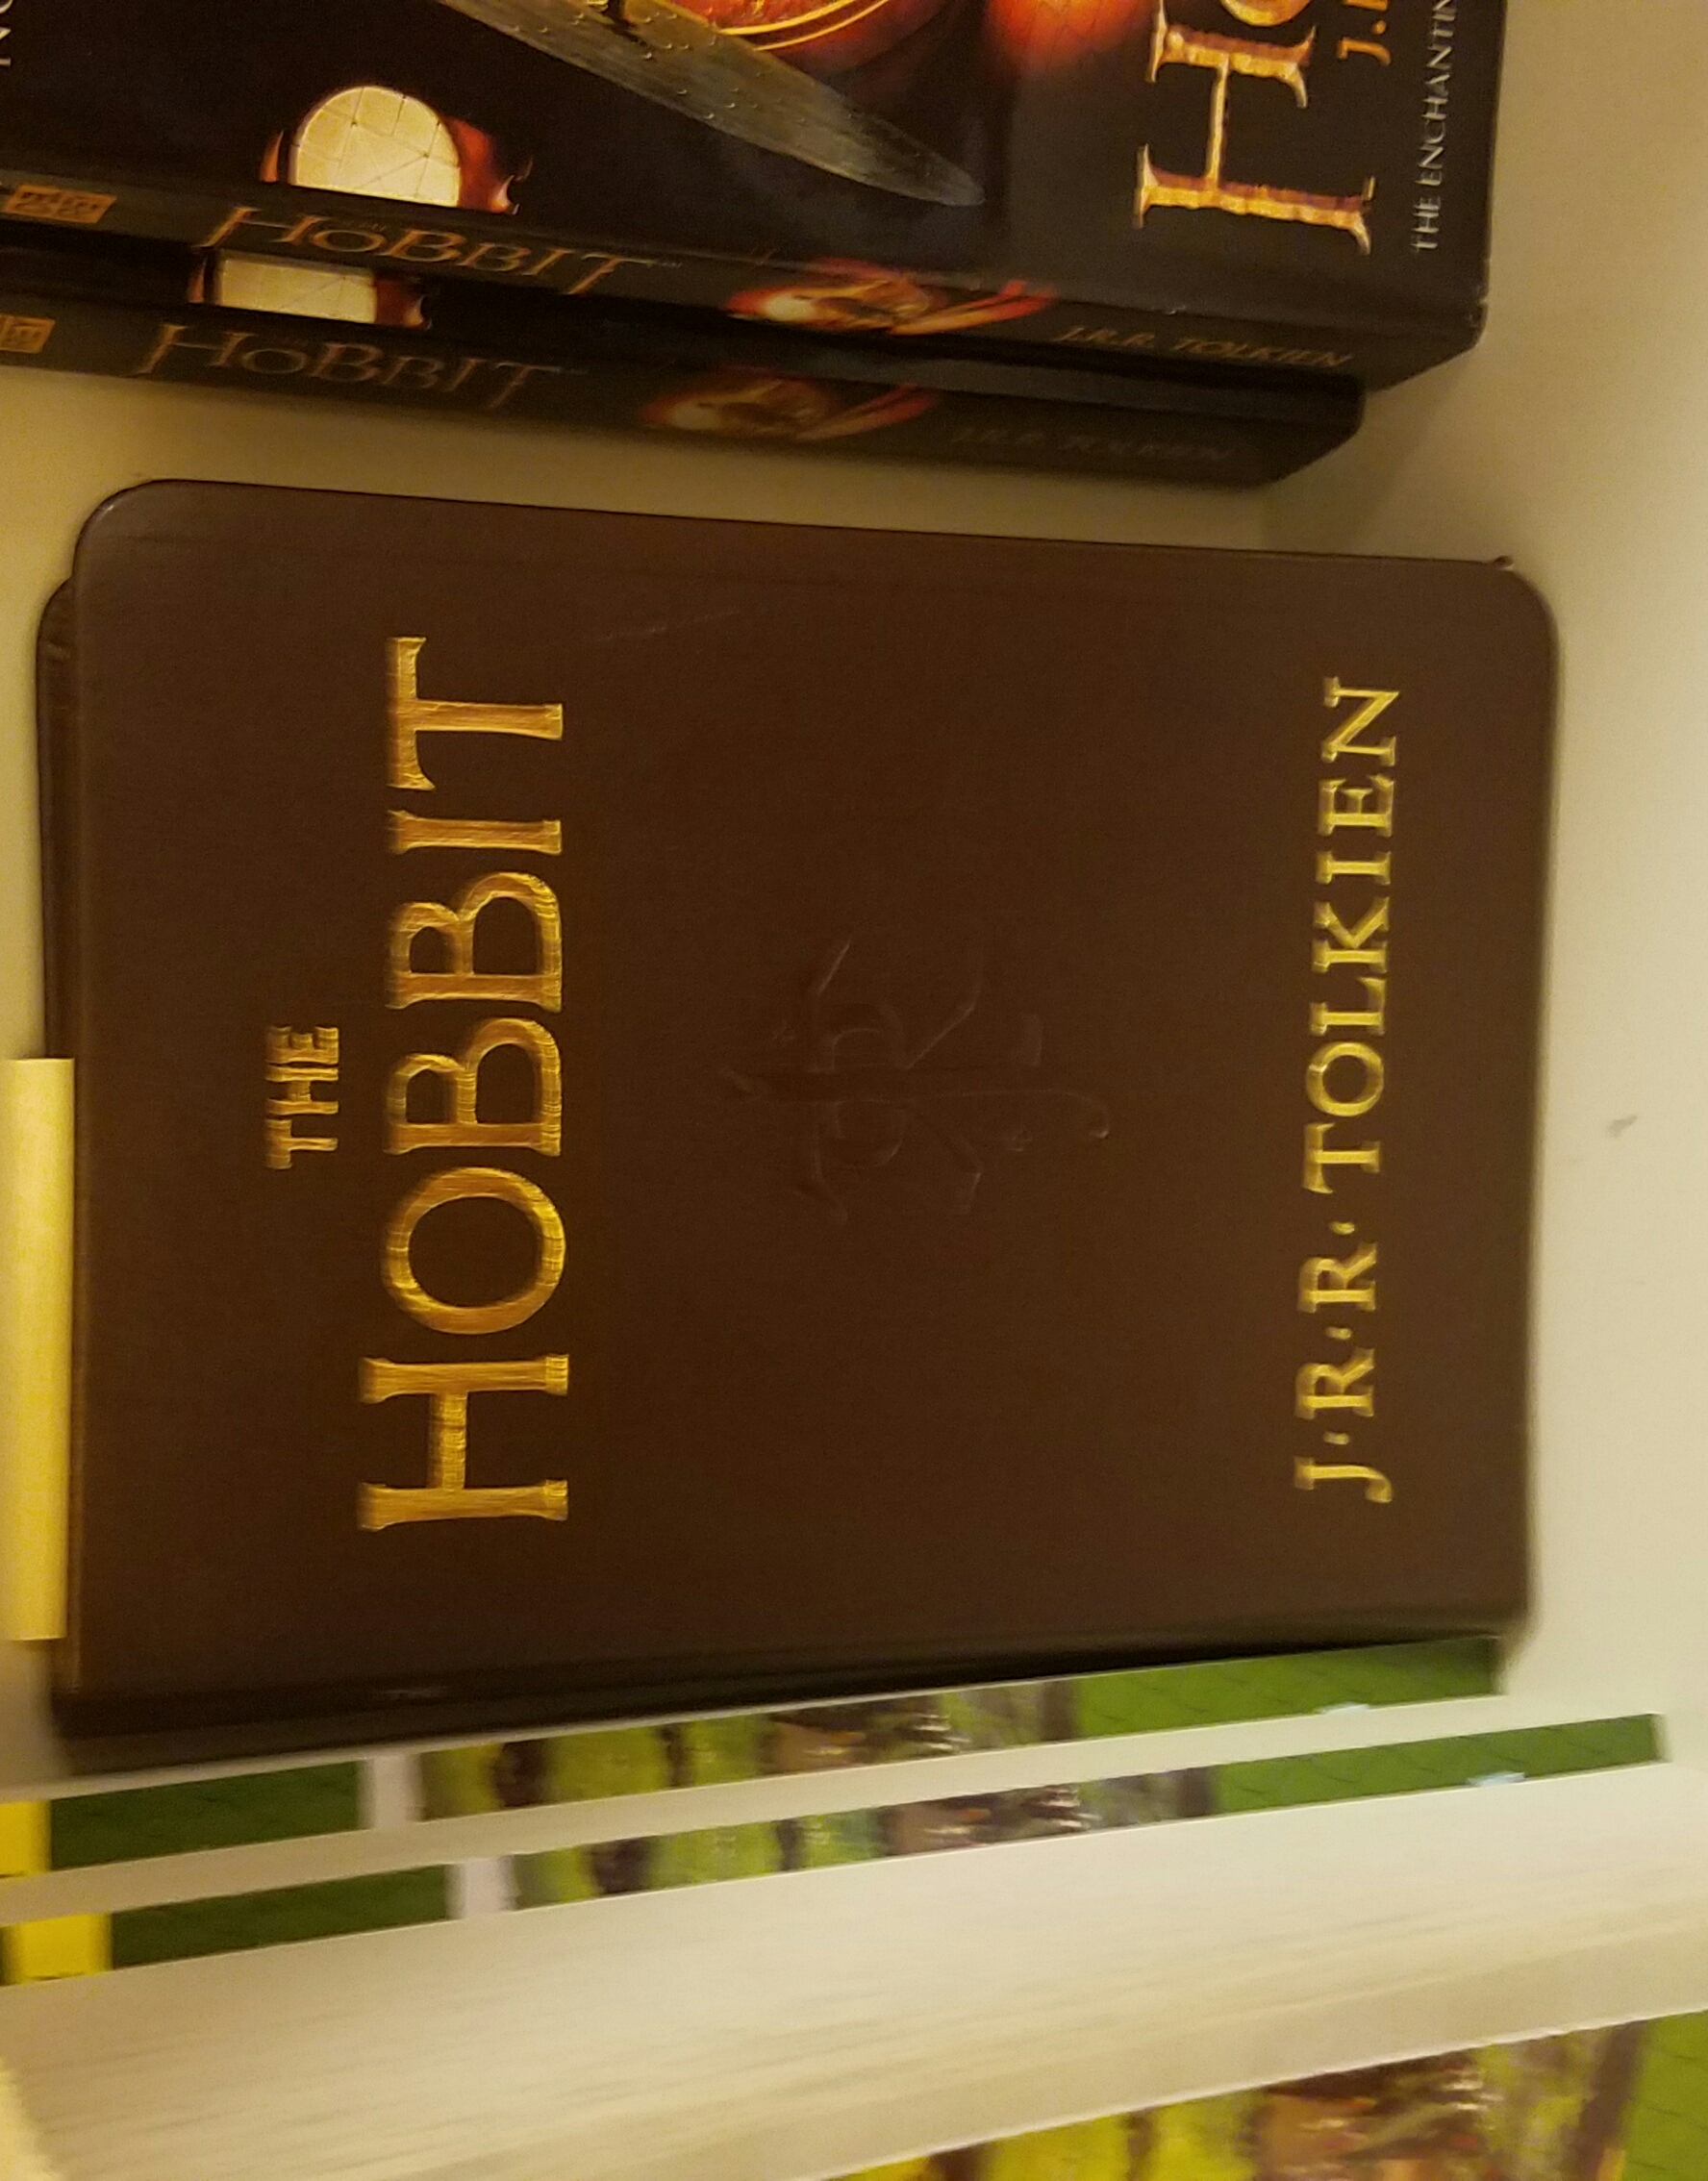 THE
HOBBIT
J·R·R·TOLKIEN
HOBBIT
J.R.R. TOLKIEN
HOBBIT
J.R.R. TOLKIEN
THE ENCHANTIN